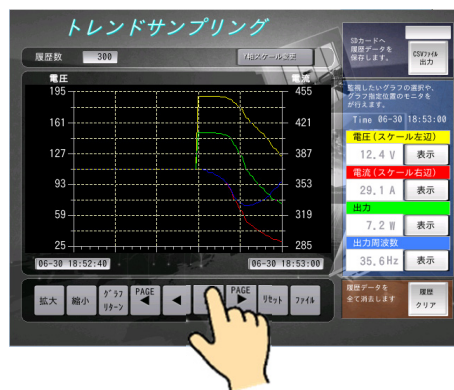 トレンドサンプリング
履歴数 300
Y軸スケール変更
SDカードへ
履歴データを
保存します。
CSVファイル
出力
電圧
電流
195
161
127
93
59
25
455
421
387
353
319
285
06-30 18:52:40
06-30 18:53:00
監視したいグラフの選択や、
グラフ指定位置のモニタを
が行えます。
Time 06-30 18:53:00
電圧(スケール左辺)
12.4 V 表示
電流(スケール右辺)
29.1 A 表示
出力
7.2 W 表示
出力周波数
35.6Hz 表示
拡大
縮小
グラフ
リターン
PAGE
◀
◀
PAGE
リセット
ファイル
履歴データを
全て消去します
履歴
クリア